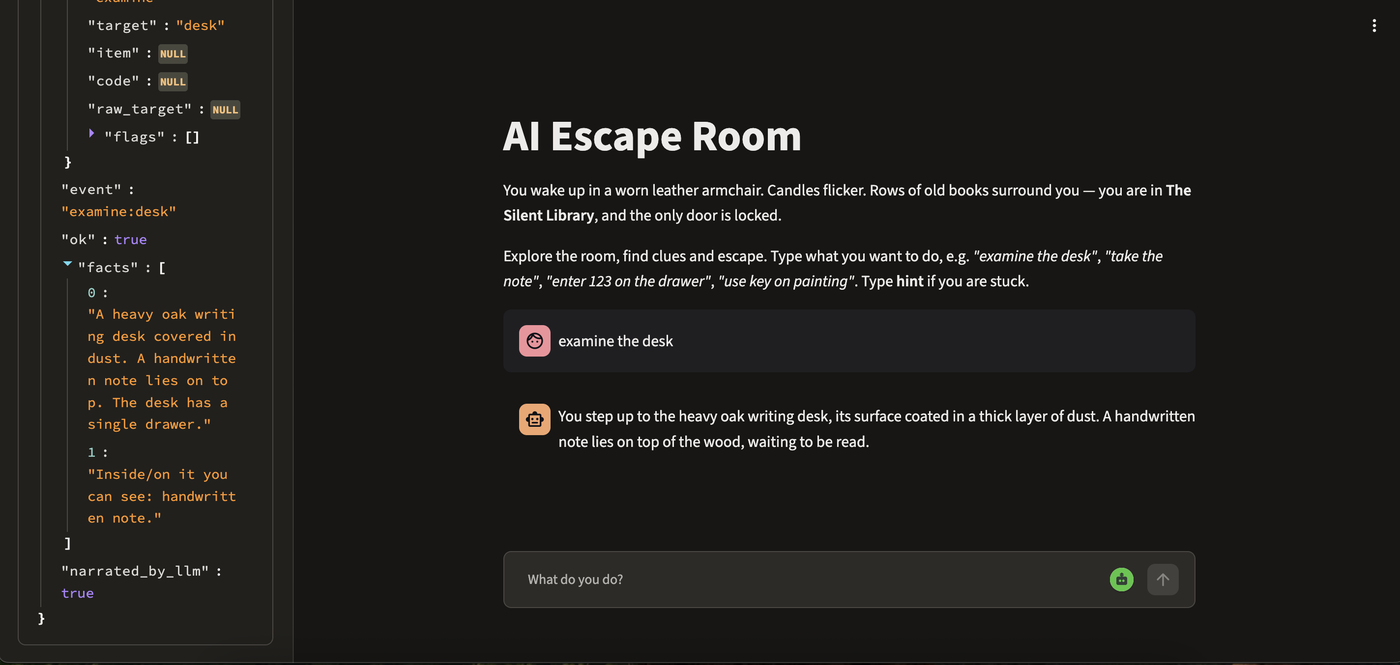 "target" : "desk"
"item" : NULL
"code" : NULL
"raw_target" : NULL
"flags" : []
}
"event" :
"examine:desk"
"ok" : true
"facts" : [
0 :
"A heavy oak writi
ng desk covered in
dust. A handwritte
n note lies on to
p. The desk has a
single drawer."
1 :
"Inside/on it you
can see: handwritt
en note."
]
"narrated_by_llm" :
true
}
AI Escape Room
You wake up in a worn leather armchair. Candles flicker. Rows of old books surround you — you are in The
Silent Library, and the only door is locked.
Explore the room, find clues and escape. Type what you want to do, e.g. "examine the desk", "take the
note", "enter 123 on the drawer", "use key on painting". Type hint if you are stuck.
examine the desk
You step up to the heavy oak writing desk, its surface coated in a thick layer of dust. A handwritten
note lies on top of the wood, waiting to be read.
What do you do?